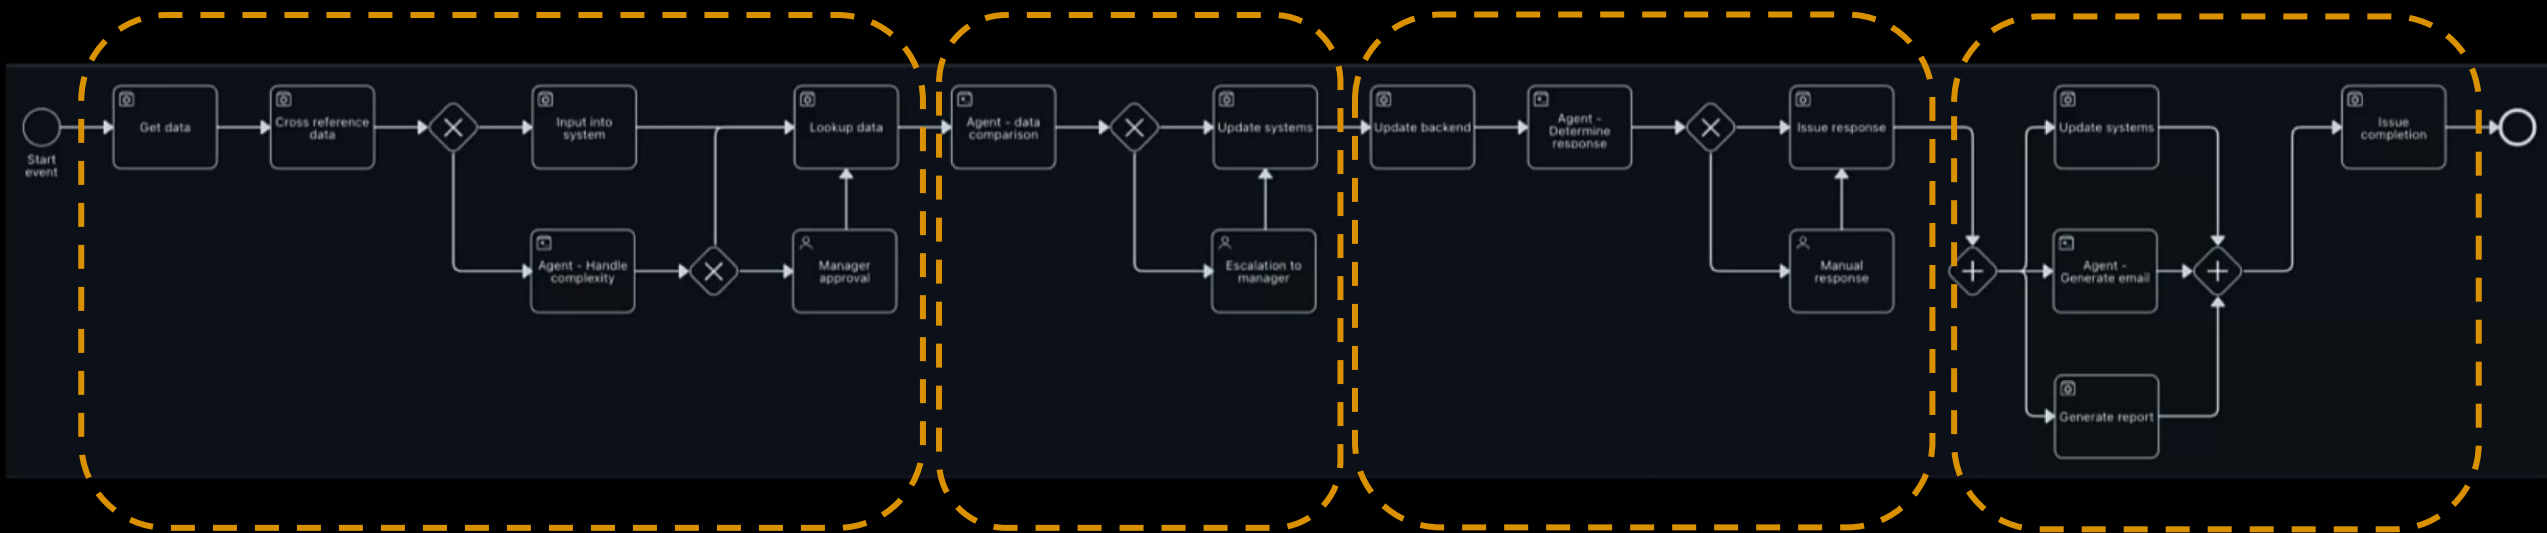 Start
event
Get data
Cross reference
data
Input into
system
Agent - Handle
complexity
Lookup data
Manager
approval
Agent - data
comparison
Update systems
Escalation to
manager
Update backend
Agent -
Determine
response
Issue response
Manual
response
Update systems
Agent -
Generate email
Generate report
Issue
completion